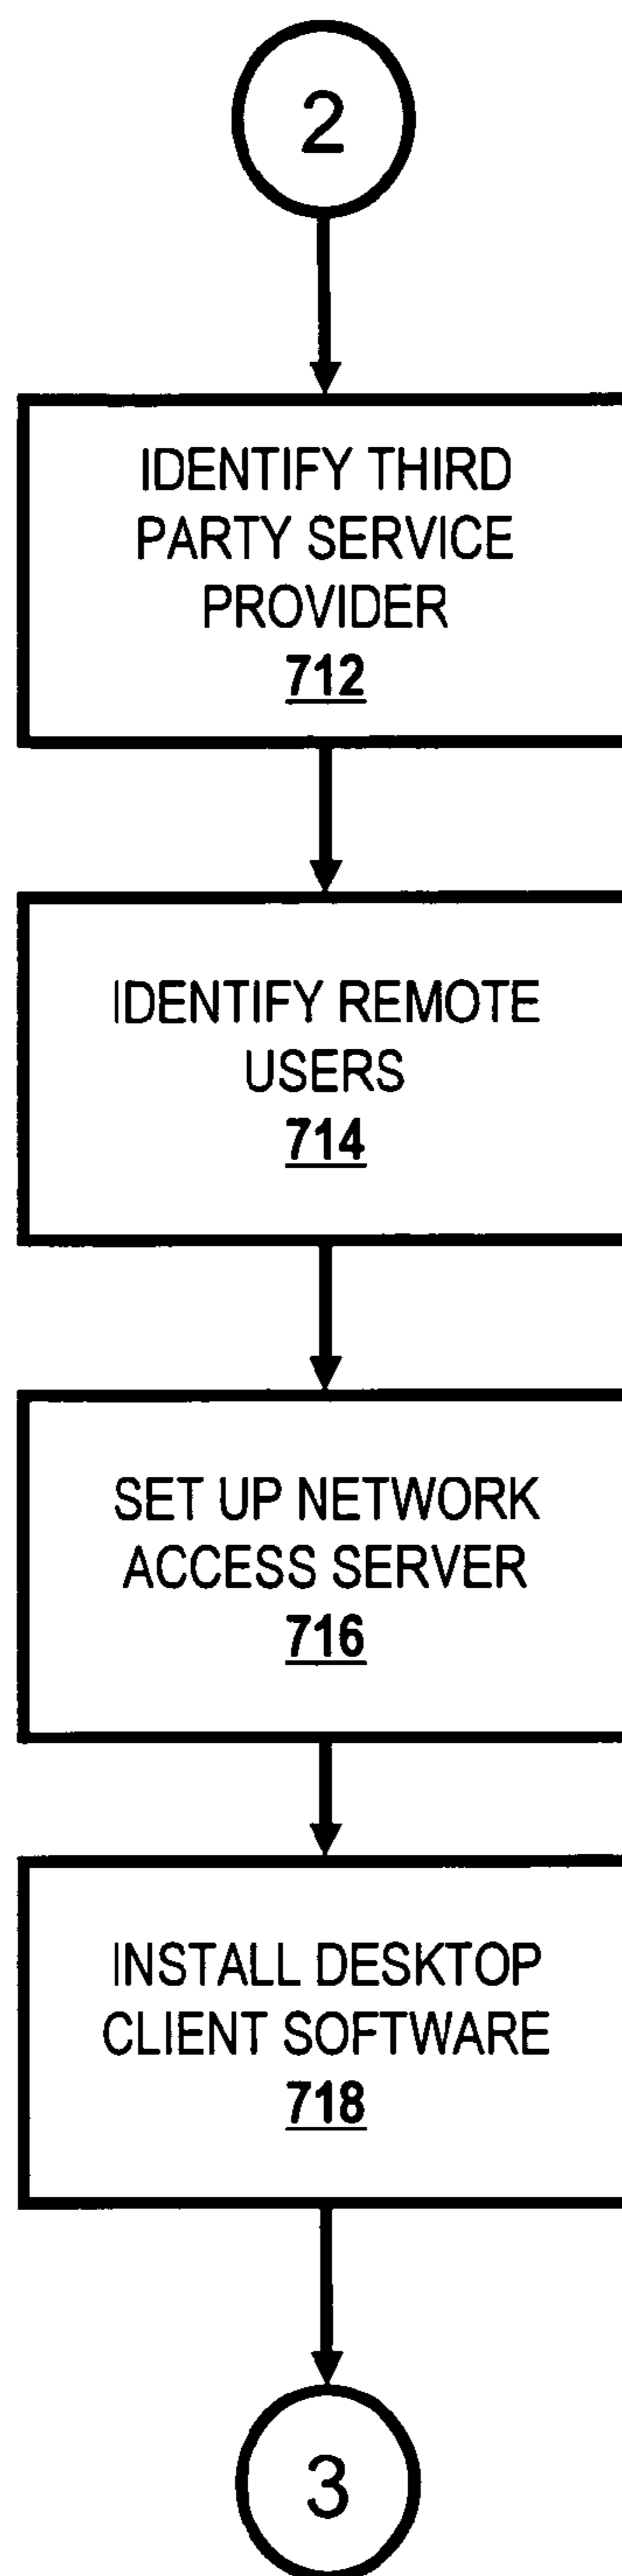 2
IDENTIFY THIRD
PARTY SERVICE
PROVIDER
712
IDENTIFY REMOTE
USERS
714
SET UP NETWORK
ACCESS SERVER
716
INSTALL DESKTOP
CLIENT SOFTWARE
718
3